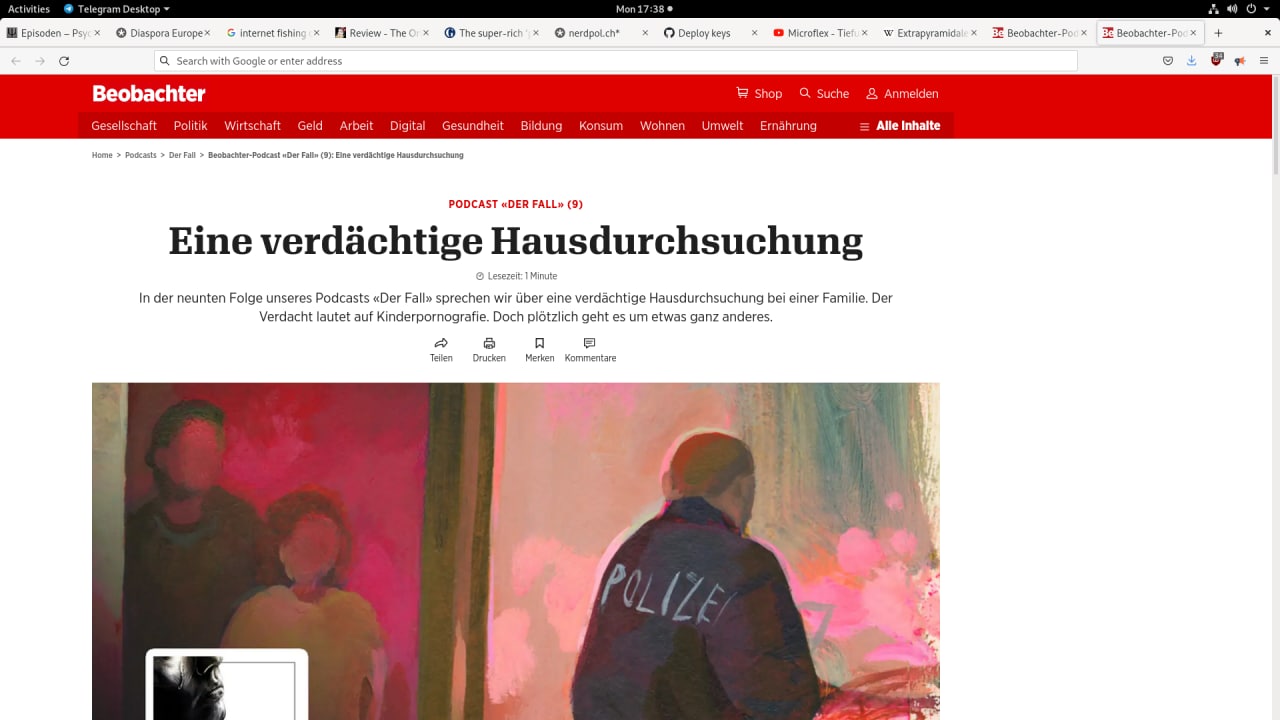 Activities Telegram Desktop Mon 17:38
Episoden – Psyc Diaspora Europe internet fishing Review - The Or The super-rich ‘p nerdpol.ch* Deploy keys Microflex - Tiefu Extrapyramidale Beobachter-Pod Beobachter-Pod
Search with Google or enter address
Beobachter Shop Suche Anmelden
Gesellschaft Politik Wirtschaft Geld Arbeit Digital Gesundheit Bildung Konsum Wohnen Umwelt Ernährung Alle Inhalte
Home > Podcasts > Der Fall > Beobachter-Podcast «Der Fall» (9): Eine verdächtige Hausdurchsuchung
PODCAST «DER FALL» (9)
Eine verdächtige Hausdurchsuchung
Lesezeit: 1 Minute
In der neunten Folge unseres Podcasts «Der Fall» sprechen wir über eine verdächtige Hausdurchsuchung bei einer Familie. Der
Verdacht lautet auf Kinderpornografie. Doch plötzlich geht es um etwas ganz anderes.
Teilen Drucken Merken Kommentare
POLIZEI